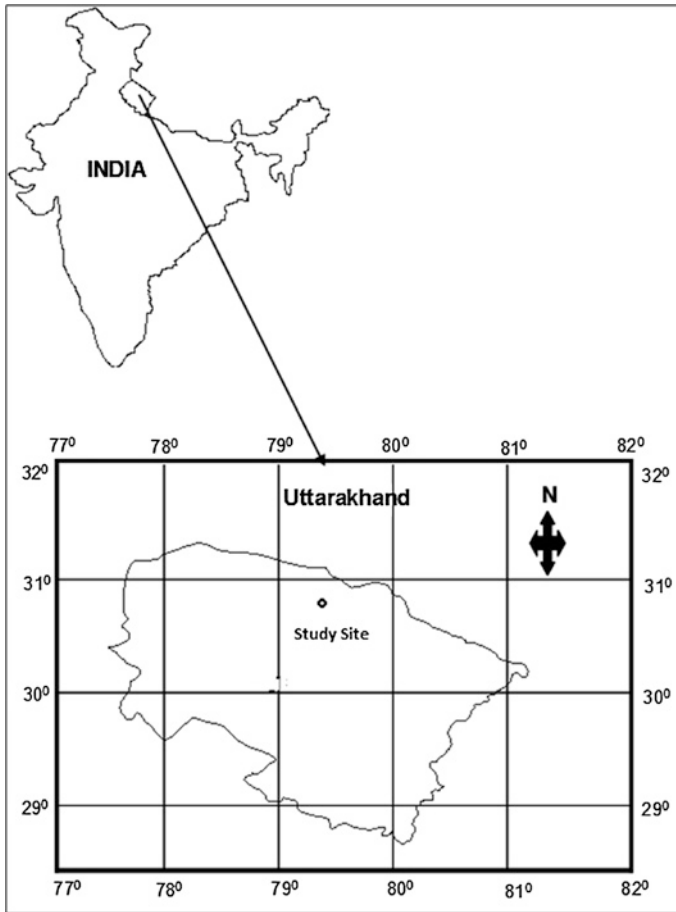 INDIA
77⁰ 78⁰ 79⁰ 80⁰ 81⁰ 82⁰
32⁰ 32⁰
Uttarakhand
N
31⁰ 31⁰
Study Site
30⁰ 30⁰
29⁰ 29⁰
77⁰ 78⁰ 79⁰ 80⁰ 81⁰ 82⁰